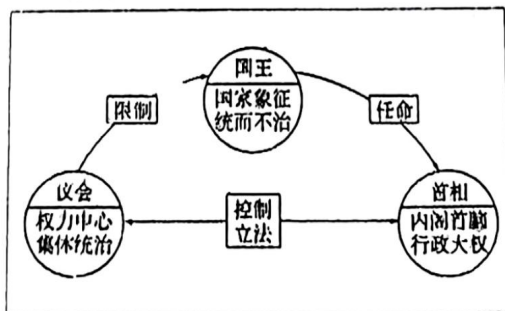 国王
国家象征
统而不治
限制
任命
议会
权力中心
集体统治
控制
立法
首相
内阁首脑
行政大权